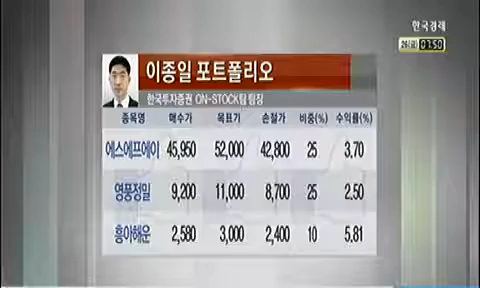 한국경제
26(금) 07:50
이종일 포트폴리오
한국투자증권 ON-STOCK팀 팀장
종목명 매수가 목표가 손절가 비중(%) 수익률(%)
에스에프에이 45,950 52,000 42,800 25 3.70
영풍정밀 9,200 11,000 8,700 25 2.50
흥아해운 2,580 3,000 2,400 10 5.81